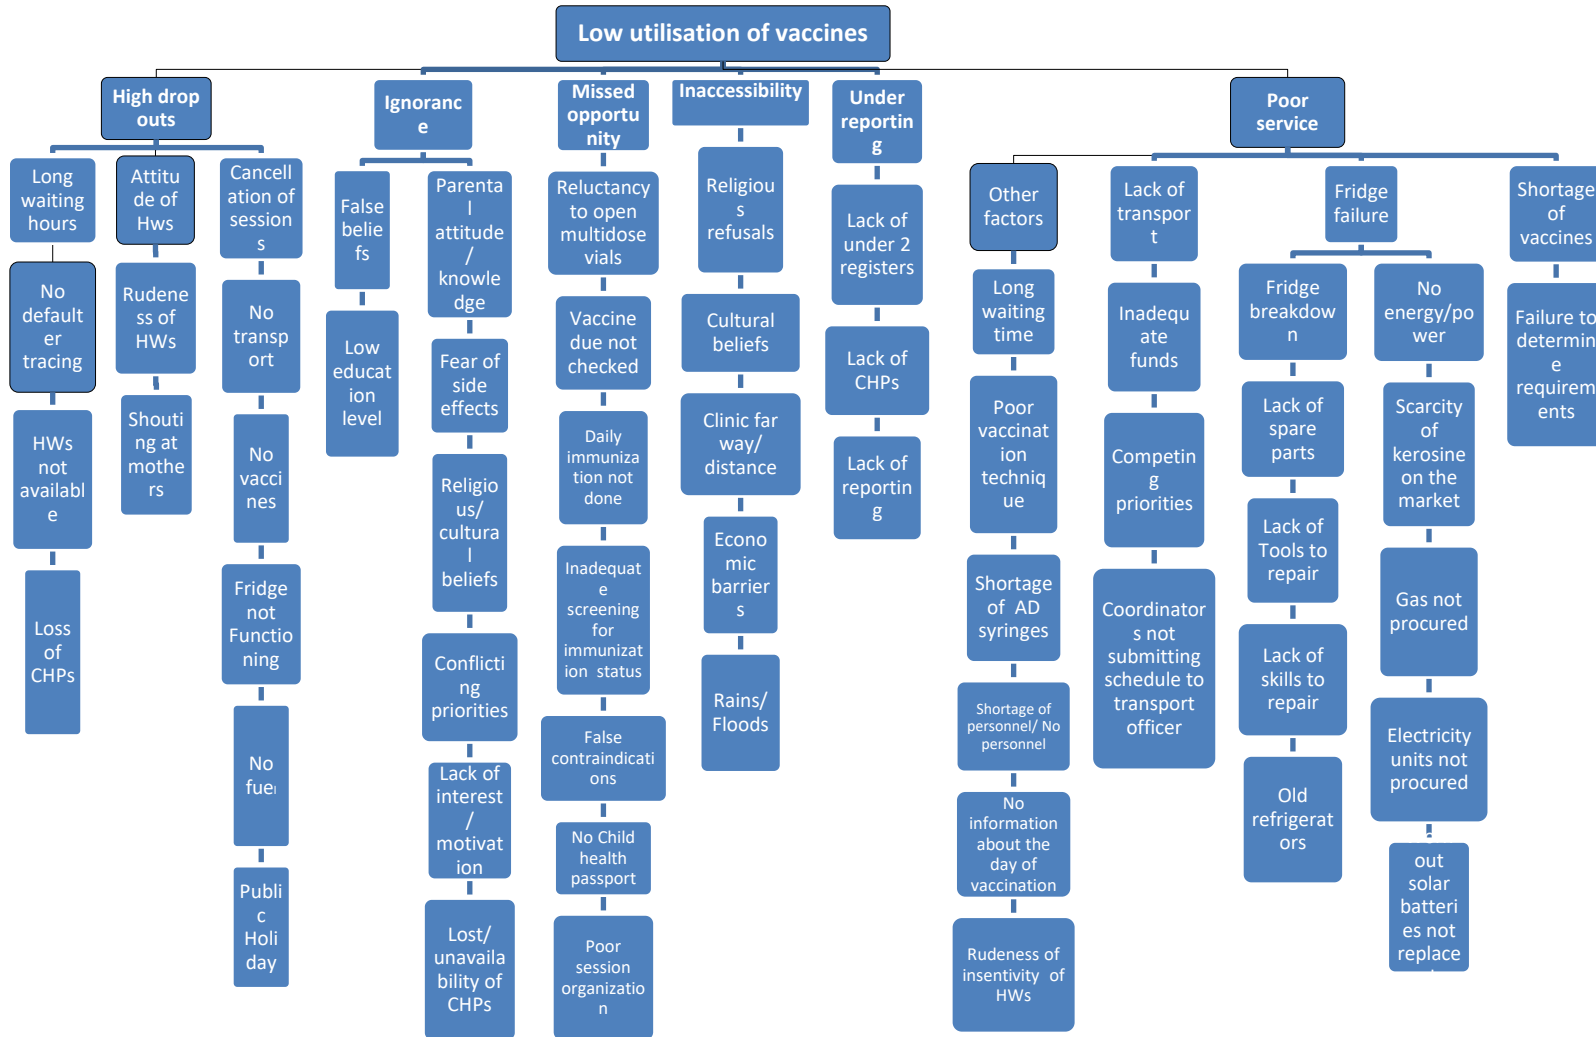 Low utilisation of vaccines
High drop
outs
Long
waiting
hours
No
default
er
tracing
HWs
not
availabl
e
Loss
of
CHPs
Attitu
de of
Hws
Rudene
ss of
HWs
Shouti
ng at
mothe
rs
Cancell
ation of
session
s
No
transp
ort
No
vacci
nes
Fridge
not
Functio
ning
No
fuel
Publi
c
Holi
day
Ignoranc
e
False
belie
fs
Low
educat
ion
level
Parenta
l
attitude
/
knowle
dge
Fear of
side
effects
Religio
us/
cultura
l
beliefs
Conflicti
ng
priorities
Lack of
interest
/
motivat
ion
Lost/
unavaila
bility of
CHPs
Missed
opportu
nity
Reluctancy
to open
multidose
vials
Vaccine
due not
checked
Daily
immuniza
tion not
done
Inadequat
e
screening
for
immunizat
ion status
False
contraindicati
ons
No Child
health
passport
Poor
session
organizatio
n
Inaccessibility
Religiou
s
refusals
Cultural
beliefs
Clinic far
way/
distance
Econo
mic
barrier
s
Rains/
Floods
Under
reportin
g
Lack of
under 2
registers
Lack of
CHPs
Lack of
reportin
g
Poor
service
Other
factors
Long
waiting
time
Poor
vaccinat
ion
techniq
ue
Shortage
of AD
syringes
Shortage of
personnel/ No
personnel
No
information
about the
day of
vaccination
Rudeness of
insentivity of
HWs
Lack of
transpor
t
Inadequ
ate
funds
Competin
g
priorities
Coordinator
s not
submitting
schedule to
transport
officer
Fridge
failure
Fridge
breakdow
n
Lack of
spare
parts
Lack of
Tools to
repair
Lack of
skills to
repair
Old
refrigerat
ors
No
energy/po
wer
Scarcity
of
kerosine
on the
market
Gas not
procured
Electricity
units not
procured
out
solar
batteri
es not
replace
Shortage
of
vaccines
Failure to
determin
e
requirem
ents